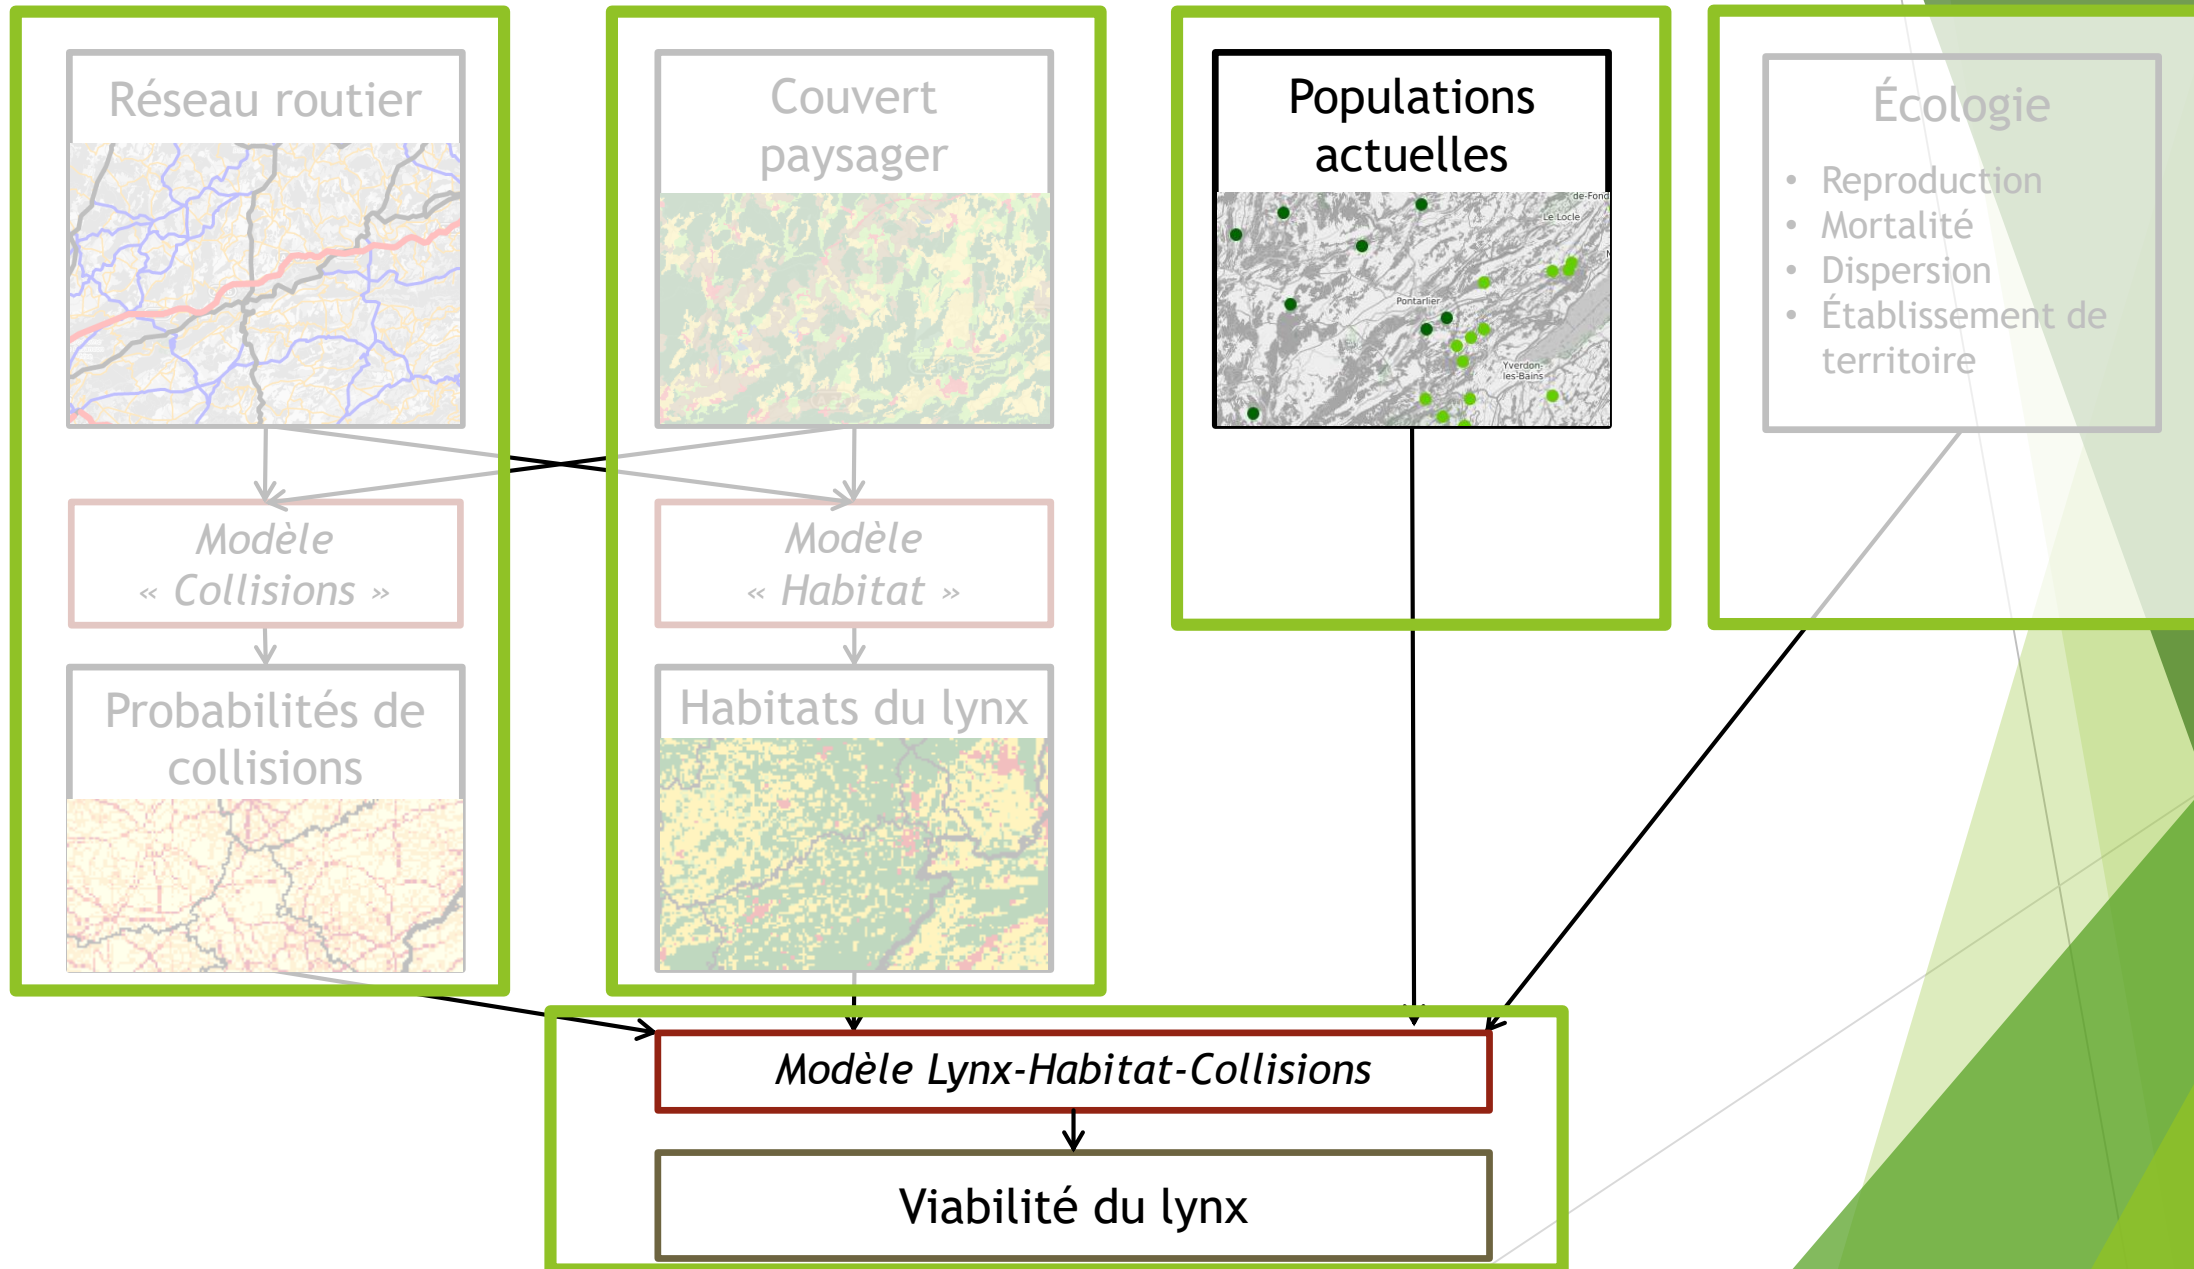 Réseau routier
Couvert
paysager
Populations
actuelles
de-Fond
Le Locle
Pontarlier
Yverdon-
les-Bains
Écologie
• Reproduction
• Mortalité
• Dispersion
• Établissement de
territoire
Modèle
« Collisions »
Modèle
« Habitat »
Probabilités de
collisions
Habitats du lynx
Modèle Lynx-Habitat-Collisions
Viabilité du lynx